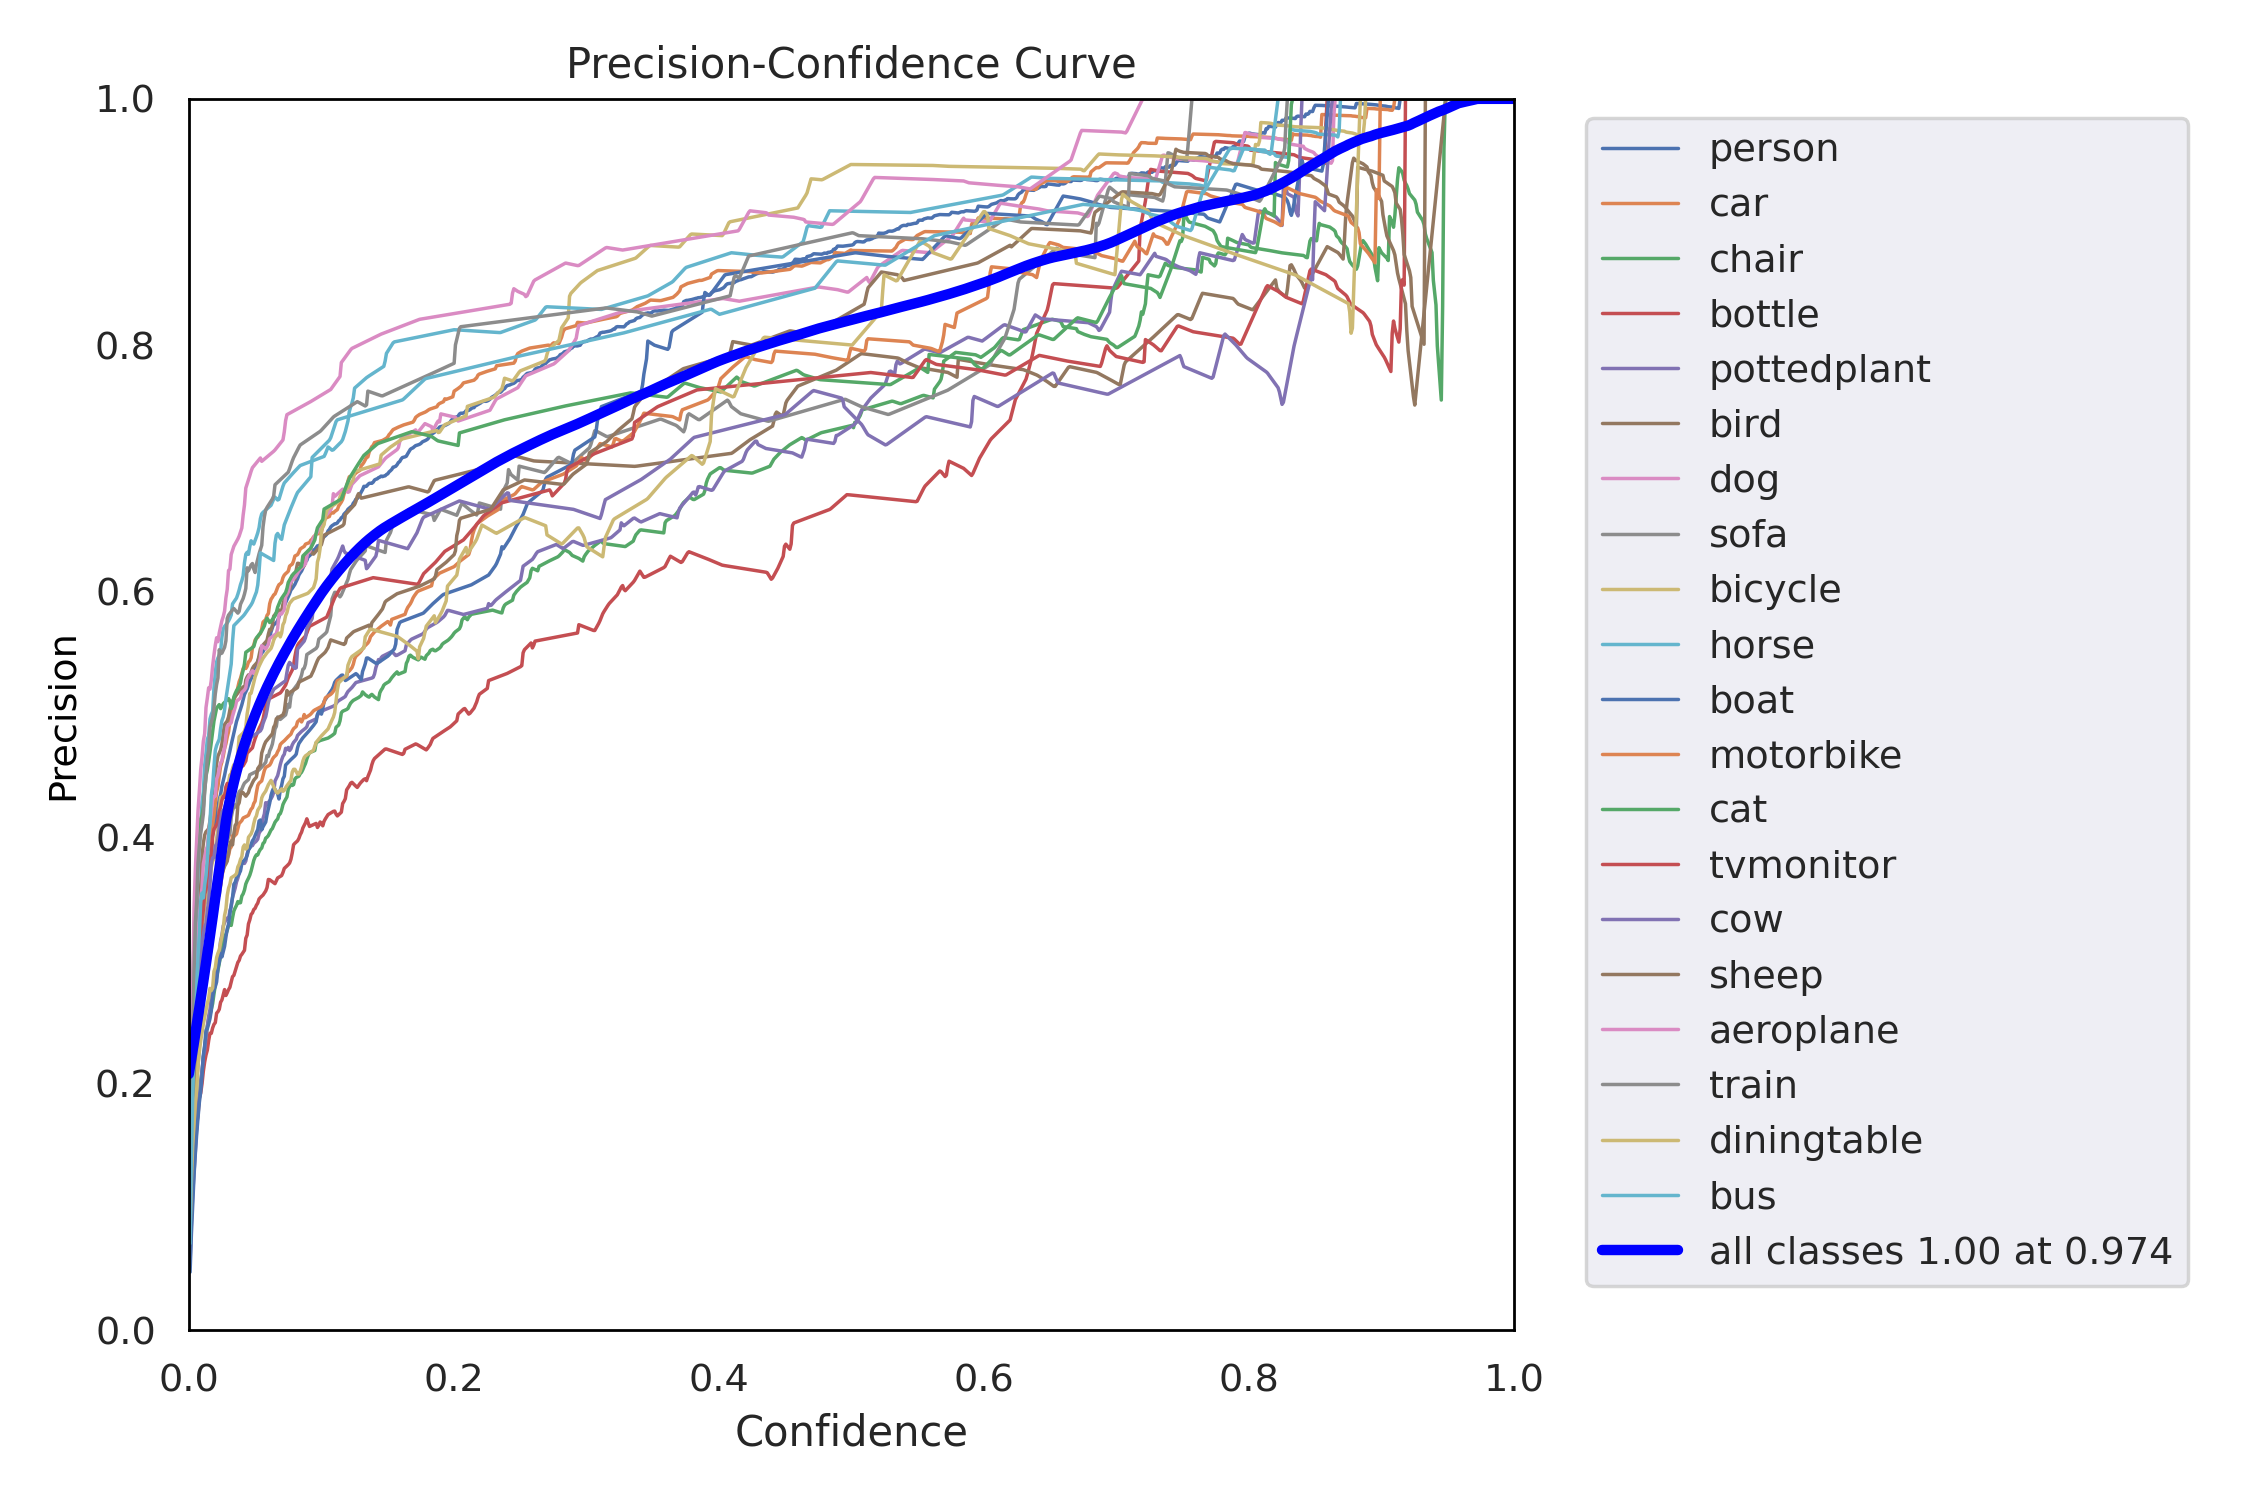 Precision-Confidence Curve
1.0
0.8
0.6
0.4
0.2
0.0
Precision
0.0 0.2 0.4 0.6 0.8 1.0
Confidence
person
car
chair
bottle
pottedplant
bird
dog
sofa
bicycle
horse
boat
motorbike
cat
tvmonitor
cow
sheep
aeroplane
train
diningtable
bus
all classes 1.00 at 0.974